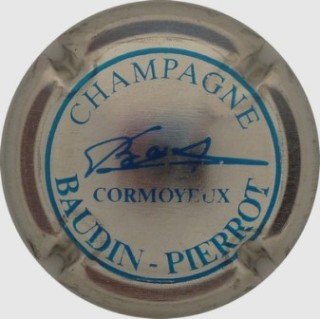 CHAMPAGNE
CORMOYEUX
BAUDIN - PIERROT